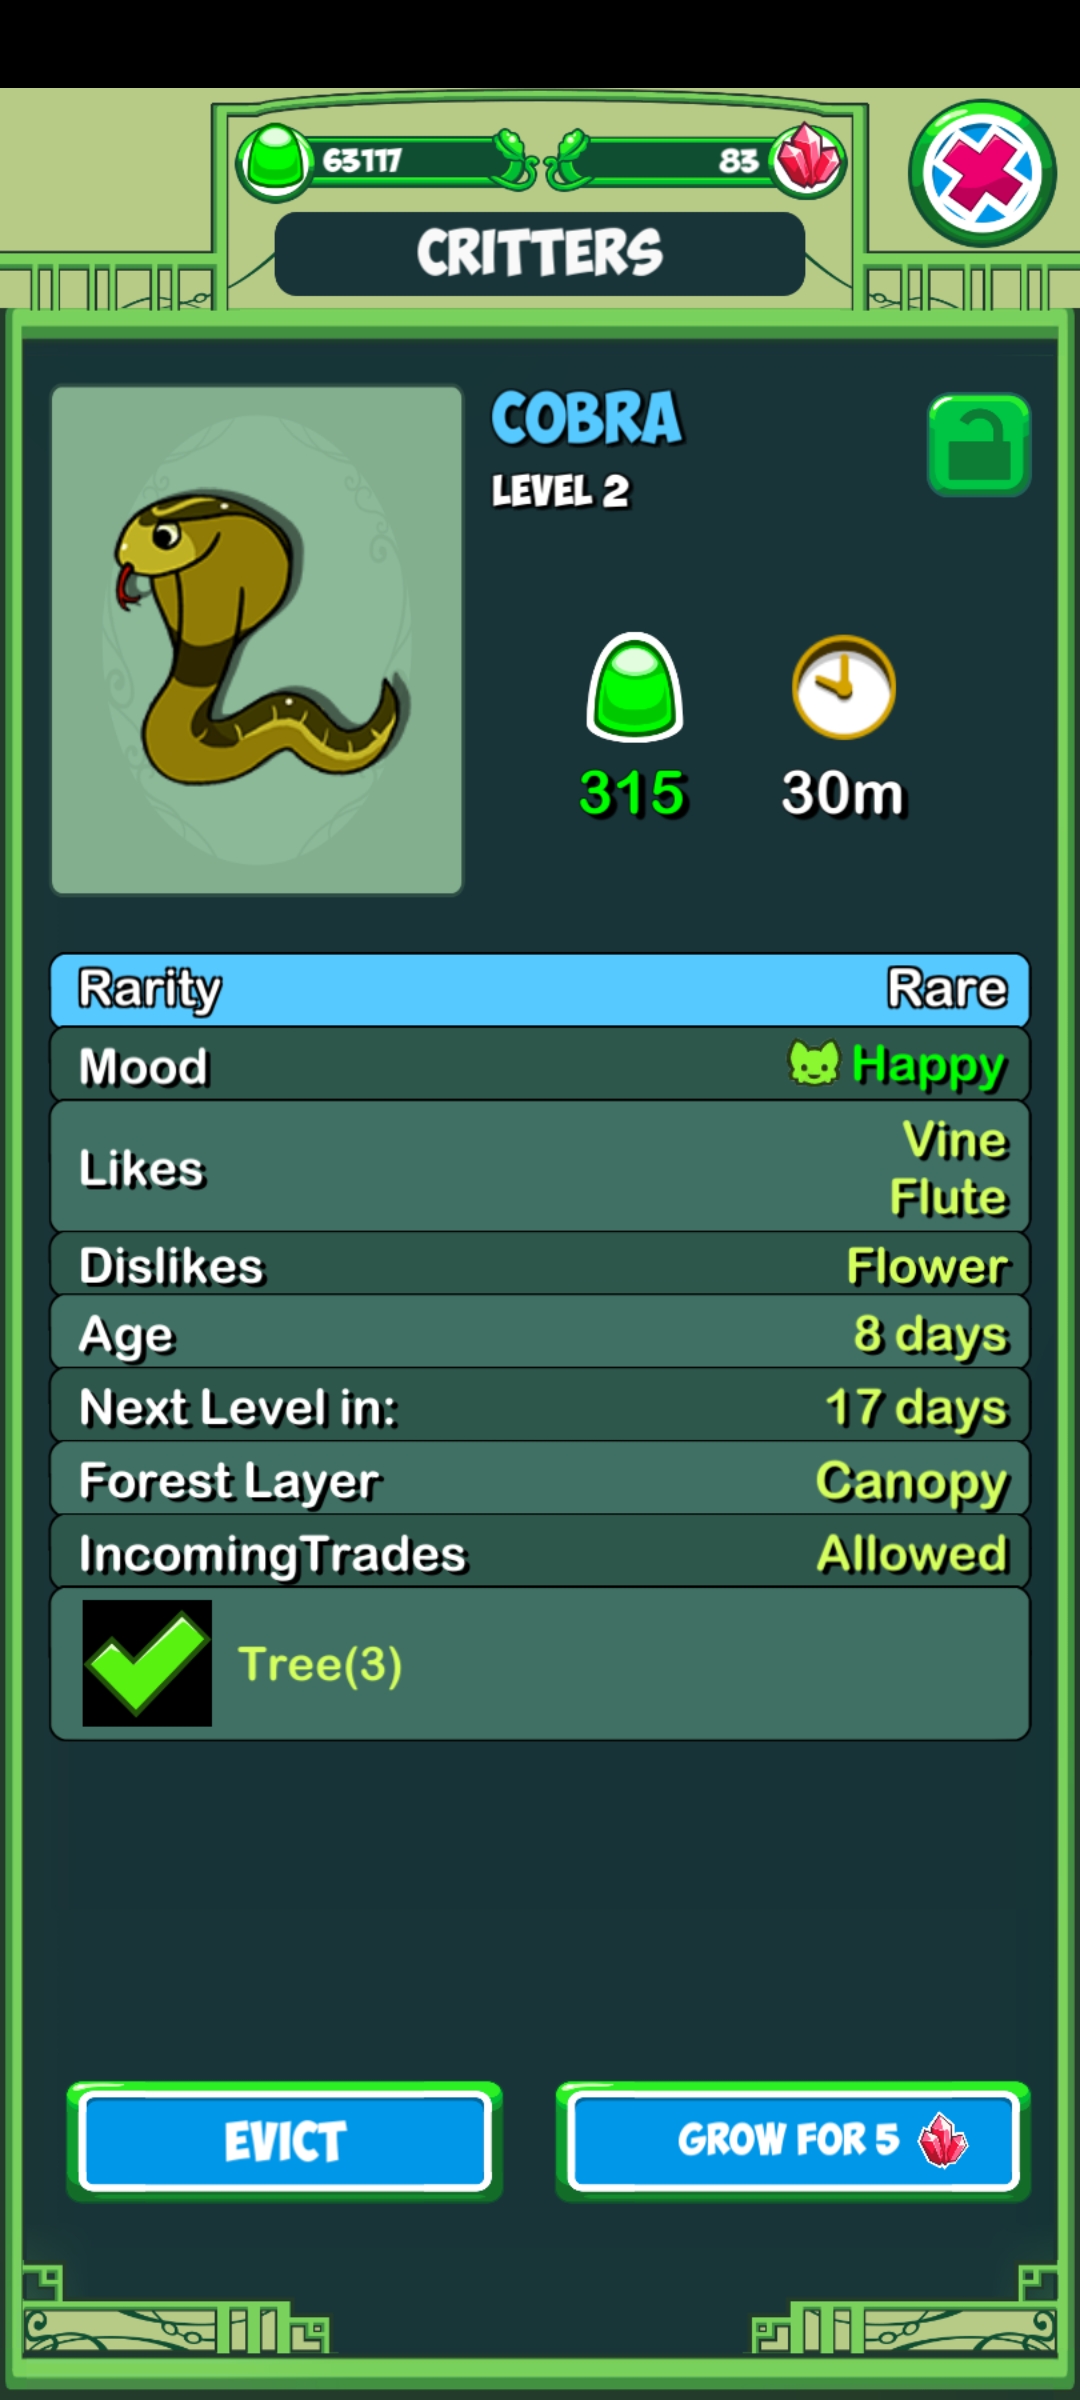 63117
83
CRITTERS
COBRA
LEVEL 2
315
30m
Rarity Rare
Mood Happy
Likes Vine
Flute
Dislikes Flower
Age 8 days
Next Level in: 17 days
Forest Layer Canopy
IncomingTrades Allowed
Tree(3)
EVICT
GROW FOR 5